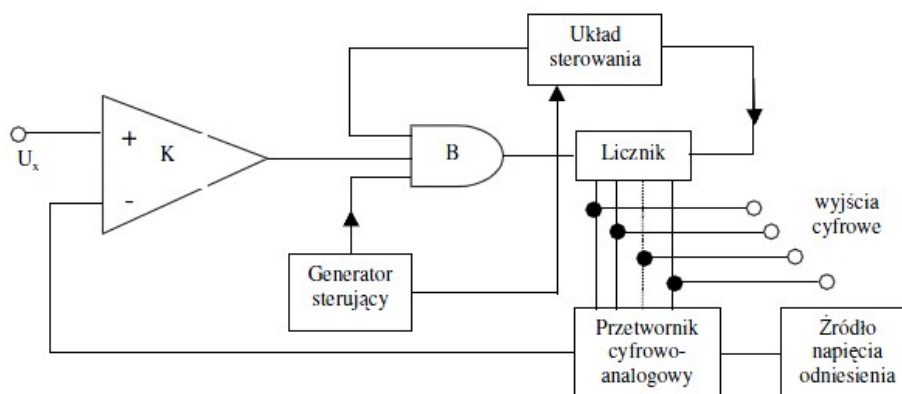 Układ
sterowania
+
K
-
U x
B
Licznik
wyjścia
cyfrowe
Generator
sterujący
Przetwornik
cyfrowo-
analogowy
Źródło
napięcia
odniesienia